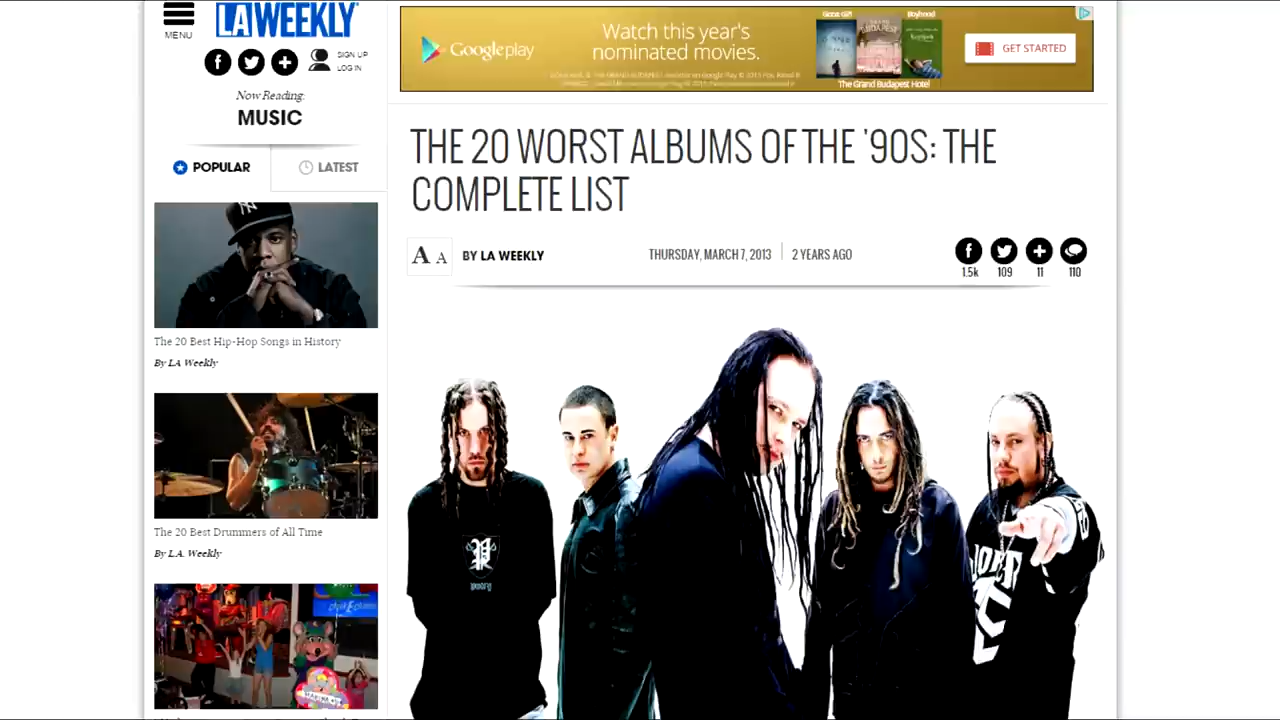 MENU
LAWEEKLY
SIGN UP
LOG IN
Now Reading:
MUSIC
POPULAR
LATEST
The 20 Best Hip-Hop Songs in History
By LA Weekly
The 20 Best Drummers of All Time
By L.A. Weekly
Google play
Watch this year's
nominated movies.
Gone Girl
Boyhood
The Grand Budapest Hotel
GET STARTED
THE 20 WORST ALBUMS OF THE '90S: THE
COMPLETE LIST
A A
BY LA WEEKLY
THURSDAY, MARCH 7, 2013
2 YEARS AGO
1.5k
109
11
110